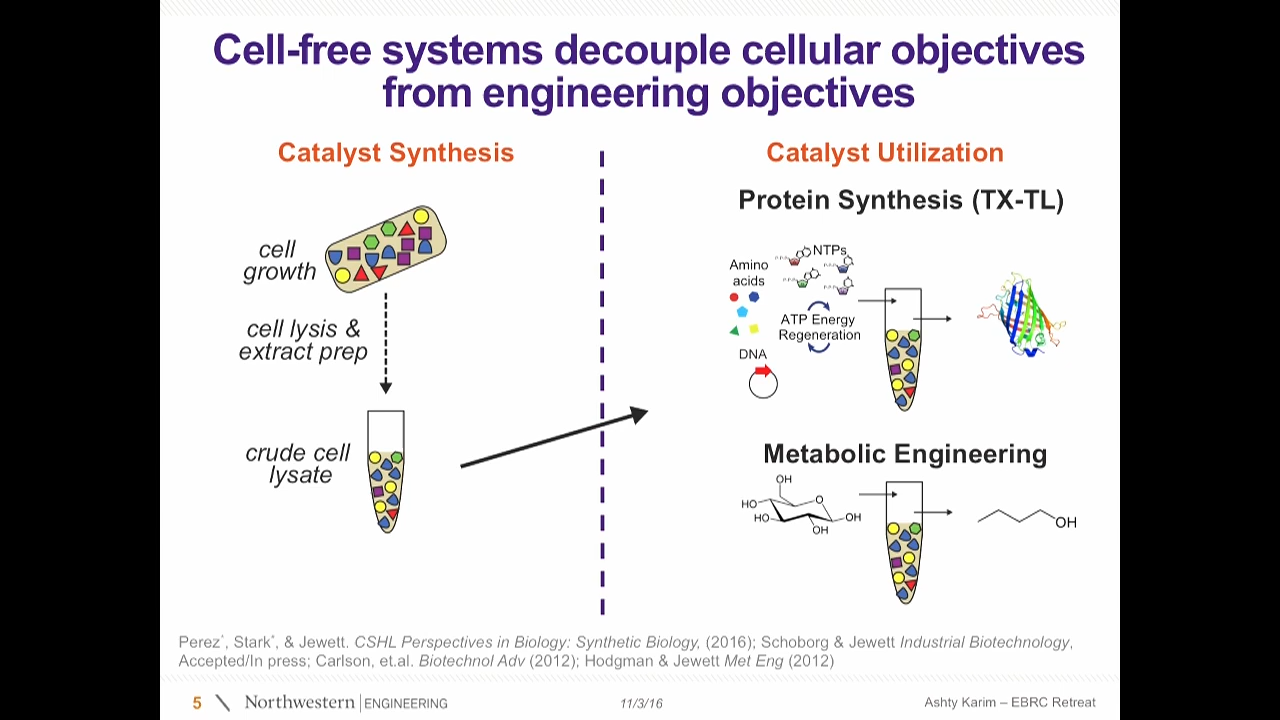 Cell-free systems decouple cellular objectives
from engineering objectives
Catalyst Synthesis
cell
growth
cell lysis &
extract prep
crude cell
lysate
Catalyst Utilization
Protein Synthesis (TX-TL)
Amino
acids
NTPs
ATP Energy
Regeneration
DNA
Metabolic Engineering
OH
HO
O
HO
OH
OH
OH
Perez*, Stark*, & Jewett. CSHL Perspectives in Biology: Synthetic Biology, (2016); Schoborg & Jewett Industrial Biotechnology,
Accepted/In press; Carlson, et.al. Biotechnol Adv (2012); Hodgman & Jewett Met Eng (2012)
5
Northwestern | ENGINEERING
11/3/16
Ashty Karim – EBRC Retreat